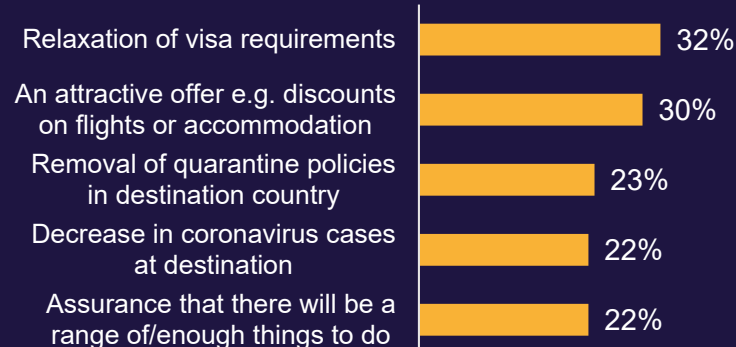 Relaxation of visa requirements 32%
An attractive offer e.g. discounts
on flights or accommodation 30%
Removal of quarantine policies
in destination country 23%
Decrease in coronavirus cases
at destination 22%
Assurance that there will be a
range of/enough things to do 22%